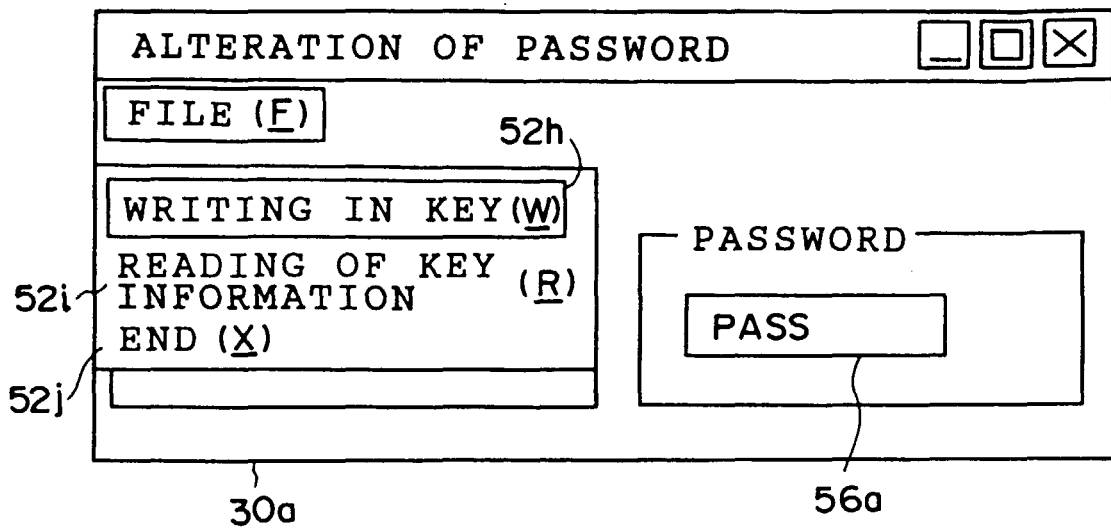 ALTERATION OF PASSWORD
FILE (F)
52h
WRITING IN KEY (W)
PASSWORD
READING OF KEY
INFORMATION (R)
52i
PASS
END (X)
52j
30a
56a